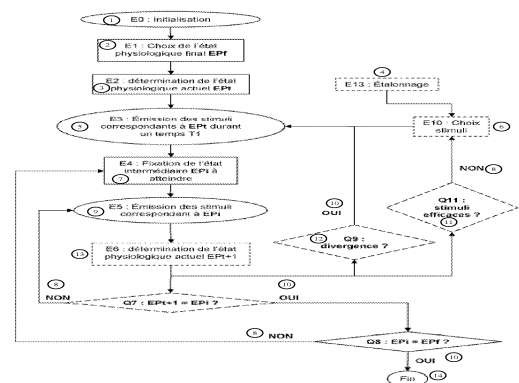 1
E0 : Initialisation
2
E1 : Choix de l'état
physiologique final EPf
E2 : détermination de l'état
3
physiologique actuel EPt
4
E13 : Étalonnage
E3 : Émission des stimuli
correspondants à EPt durant
un temps T1
5
E10 : Choix
stimuli
6
E4 : Fixation de l'état
intermédiaire EPi à
atteindre
7
NON
8
E5 : Émission des stimuli
correspondent à EPi
9
10
OUI
Q11 :
stimuli
efficaces ?
11
E6 : détermination de l'état
physiologique actuel EPt+1
13
12
Q9 :
divergence ?
8
NON
Q7 : EPt+1 = EPi ?
10
OUI
8
NON
Q8 : EPi = EPf ?
OUI
10
Fin
14